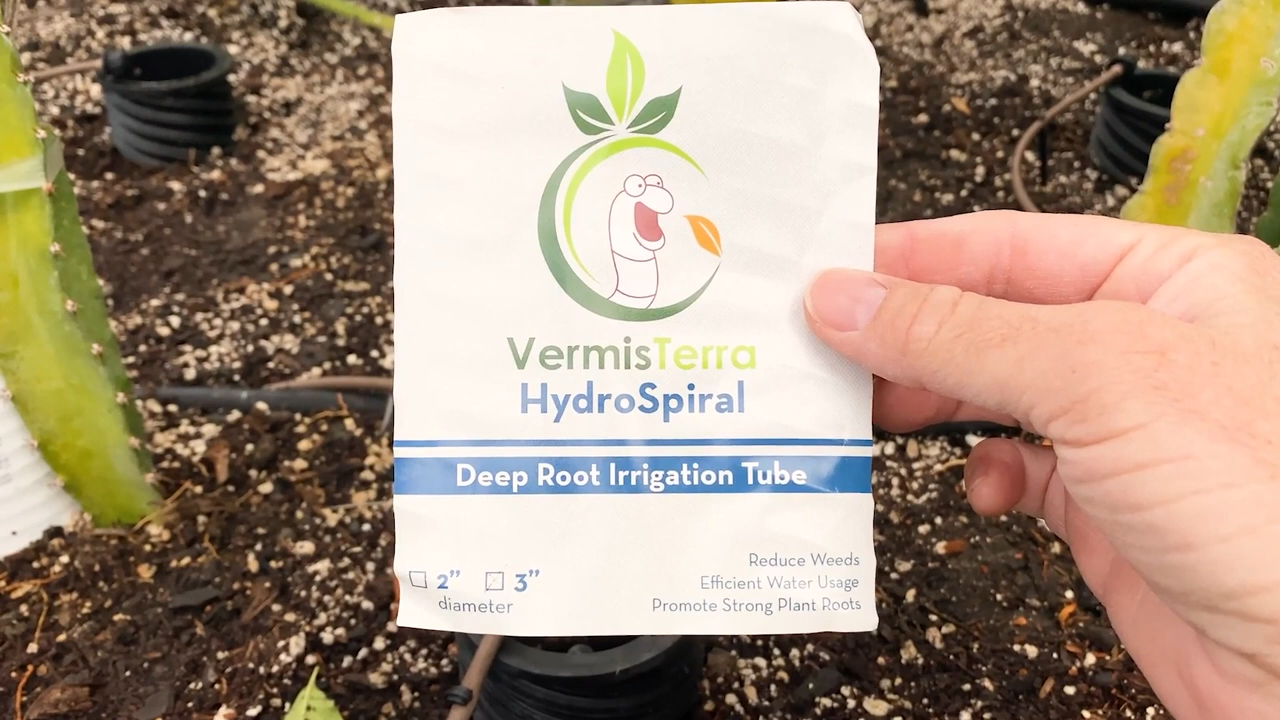 VermisTerra
HydroSpiral
Deep Root Irrigation Tube
2” 3”
diameter
Reduce Weeds
Efficient Water Usage
Promote Strong Plant Roots